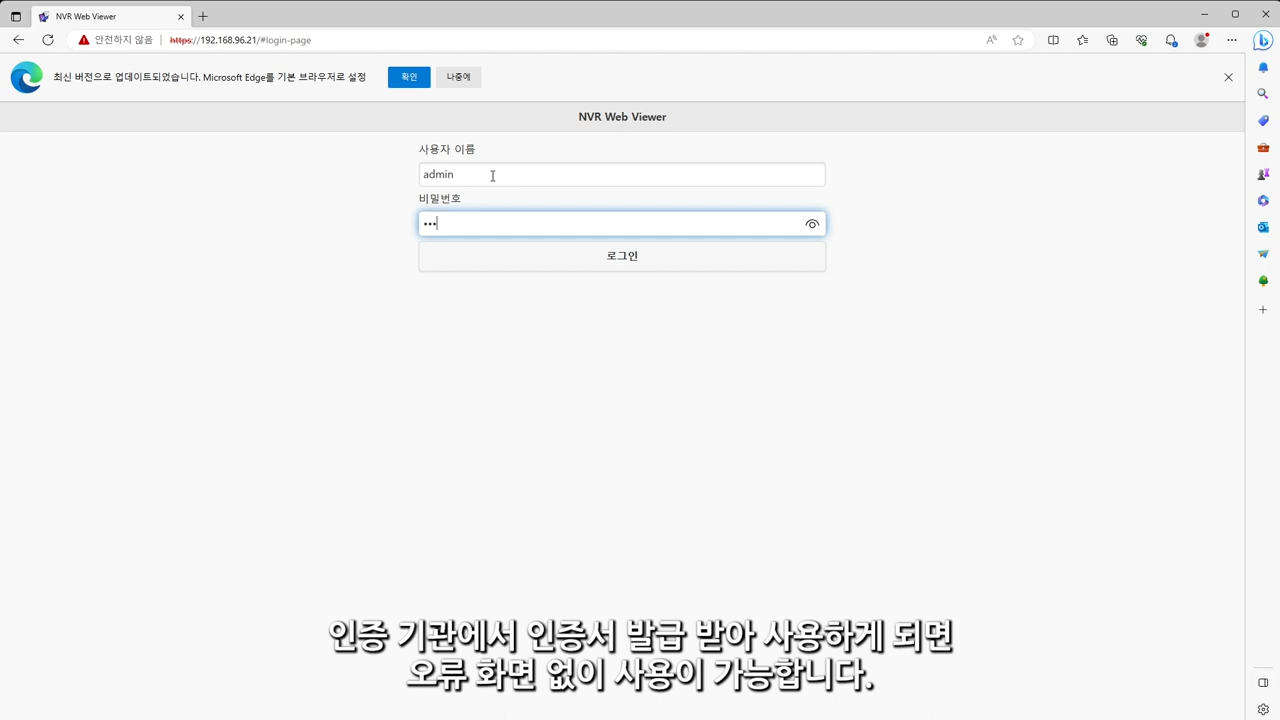 NVR Web Viewer
안전하지 않음
https://192.168.96.21/#login-page
최신 버전으로 업데이트되었습니다. Microsoft Edge를 기본 브라우저로 설정
확인
나중에
NVR Web Viewer
사용자 이름
admin
비밀번호
로그인
인증 기관에서 인증서 발급 받아 사용하게 되면
오류 화면 없이 사용이 가능합니다.